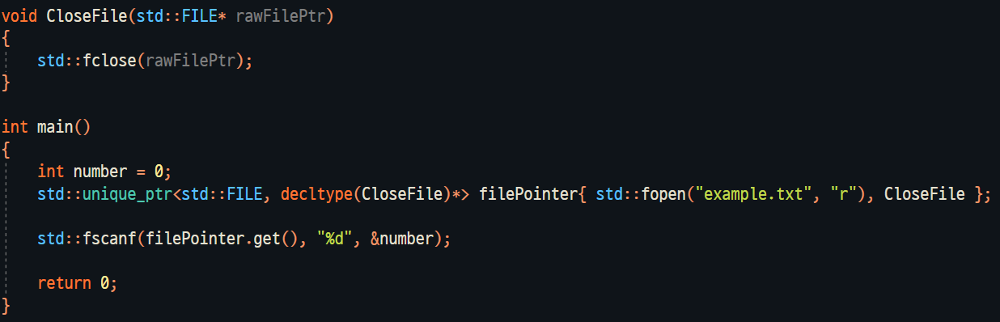 void CloseFile(std::FILE* rawFilePtr)
{
    std::fclose(rawFilePtr);
}
int main()
{
    int number = 0;
    std::unique_ptr<std::FILE, decltype(CloseFile)*> filePointer{ std::fopen("example.txt", "r"), CloseFile };
    std::fscanf(filePointer.get(), "%d", &number);
    return 0;
}